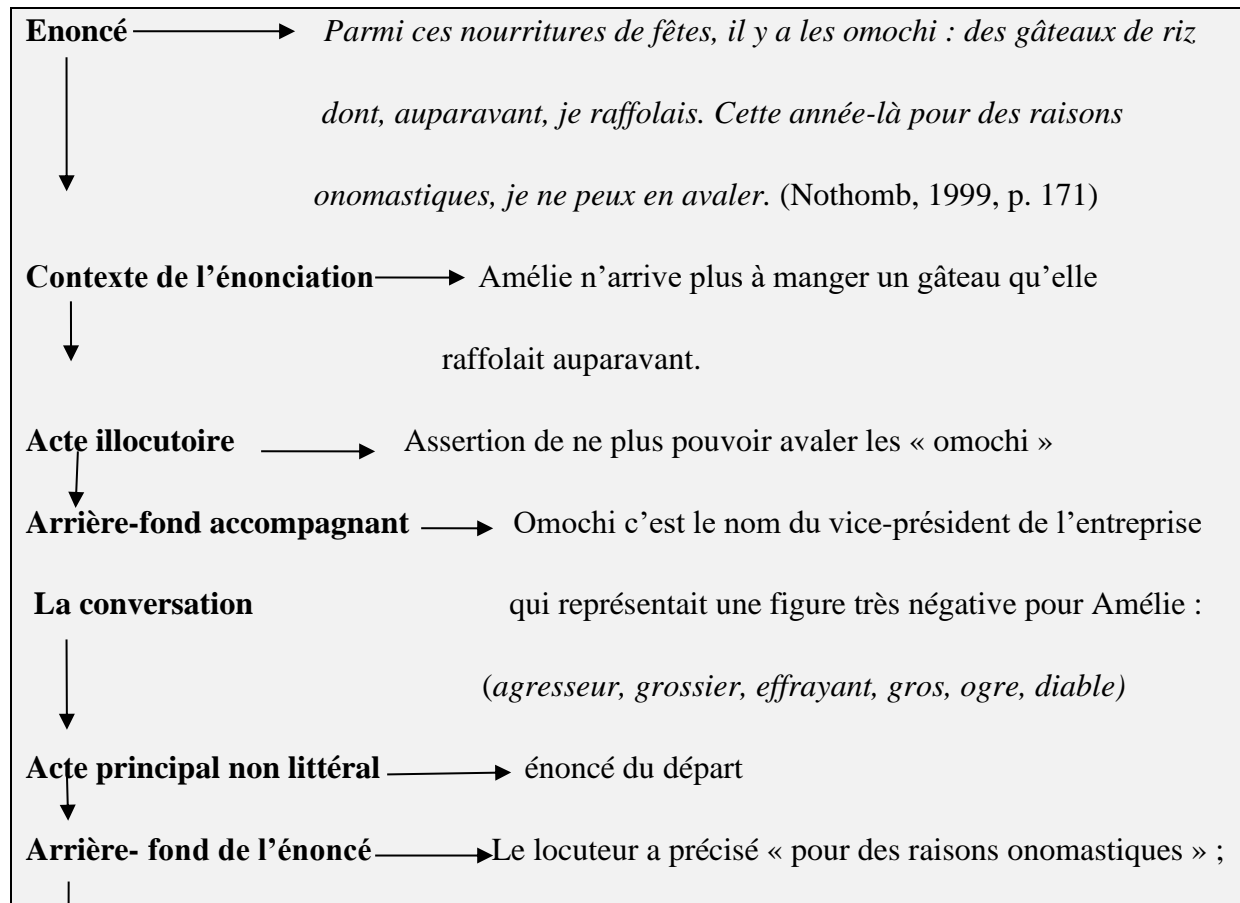 Enoncé Parmi ces nourritures de fêtes, il y a les omochi : des gâteaux de riz
dont, auparavant, je raffolais. Cette année-là pour des raisons
onomastiques, je ne peux en avaler. (Nothomb, 1999, p. 171)
Contexte de l’énonciation Amélie n’arrive plus à manger un gâteau qu’elle
raffolait auparavant.
Acte illocutoire Assertion de ne plus pouvoir avaler les « omochi »
Arrière-fond accompagnant Omochi c’est le nom du vice-président de l’entreprise
La conversation qui représentait une figure très négative pour Amélie :
(agresseur, grossier, effrayant, gros, ogre, diable)
Acte principal non littéral énoncé du départ
Arrière- fond de l’énoncé Le locuteur a précisé « pour des raisons onomastiques » ;